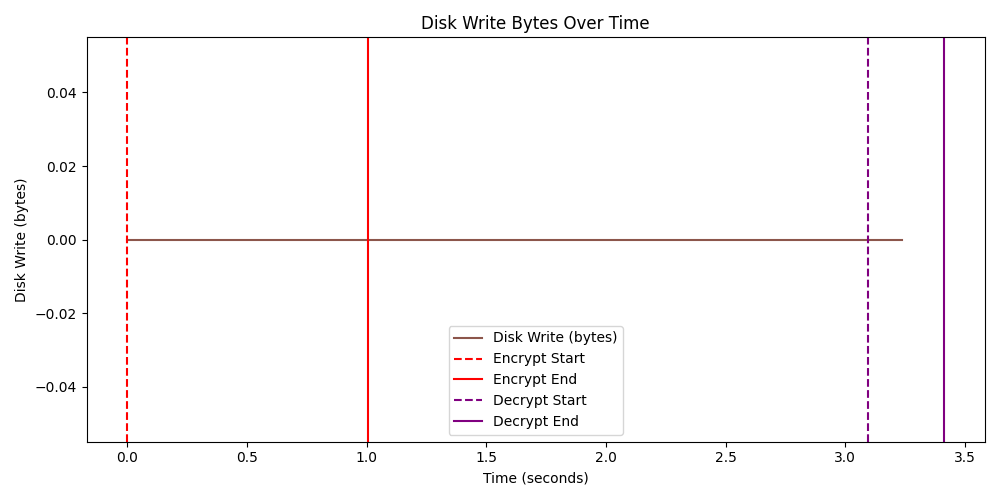 Disk Write Bytes Over Time
Disk Write (bytes)
0.04
0.02
0.00
−0.02
−0.04
Disk Write (bytes)
Encrypt Start
Encrypt End
Decrypt Start
Decrypt End
0.0 0.5 1.0 1.5 2.0 2.5 3.0 3.5
Time (seconds)